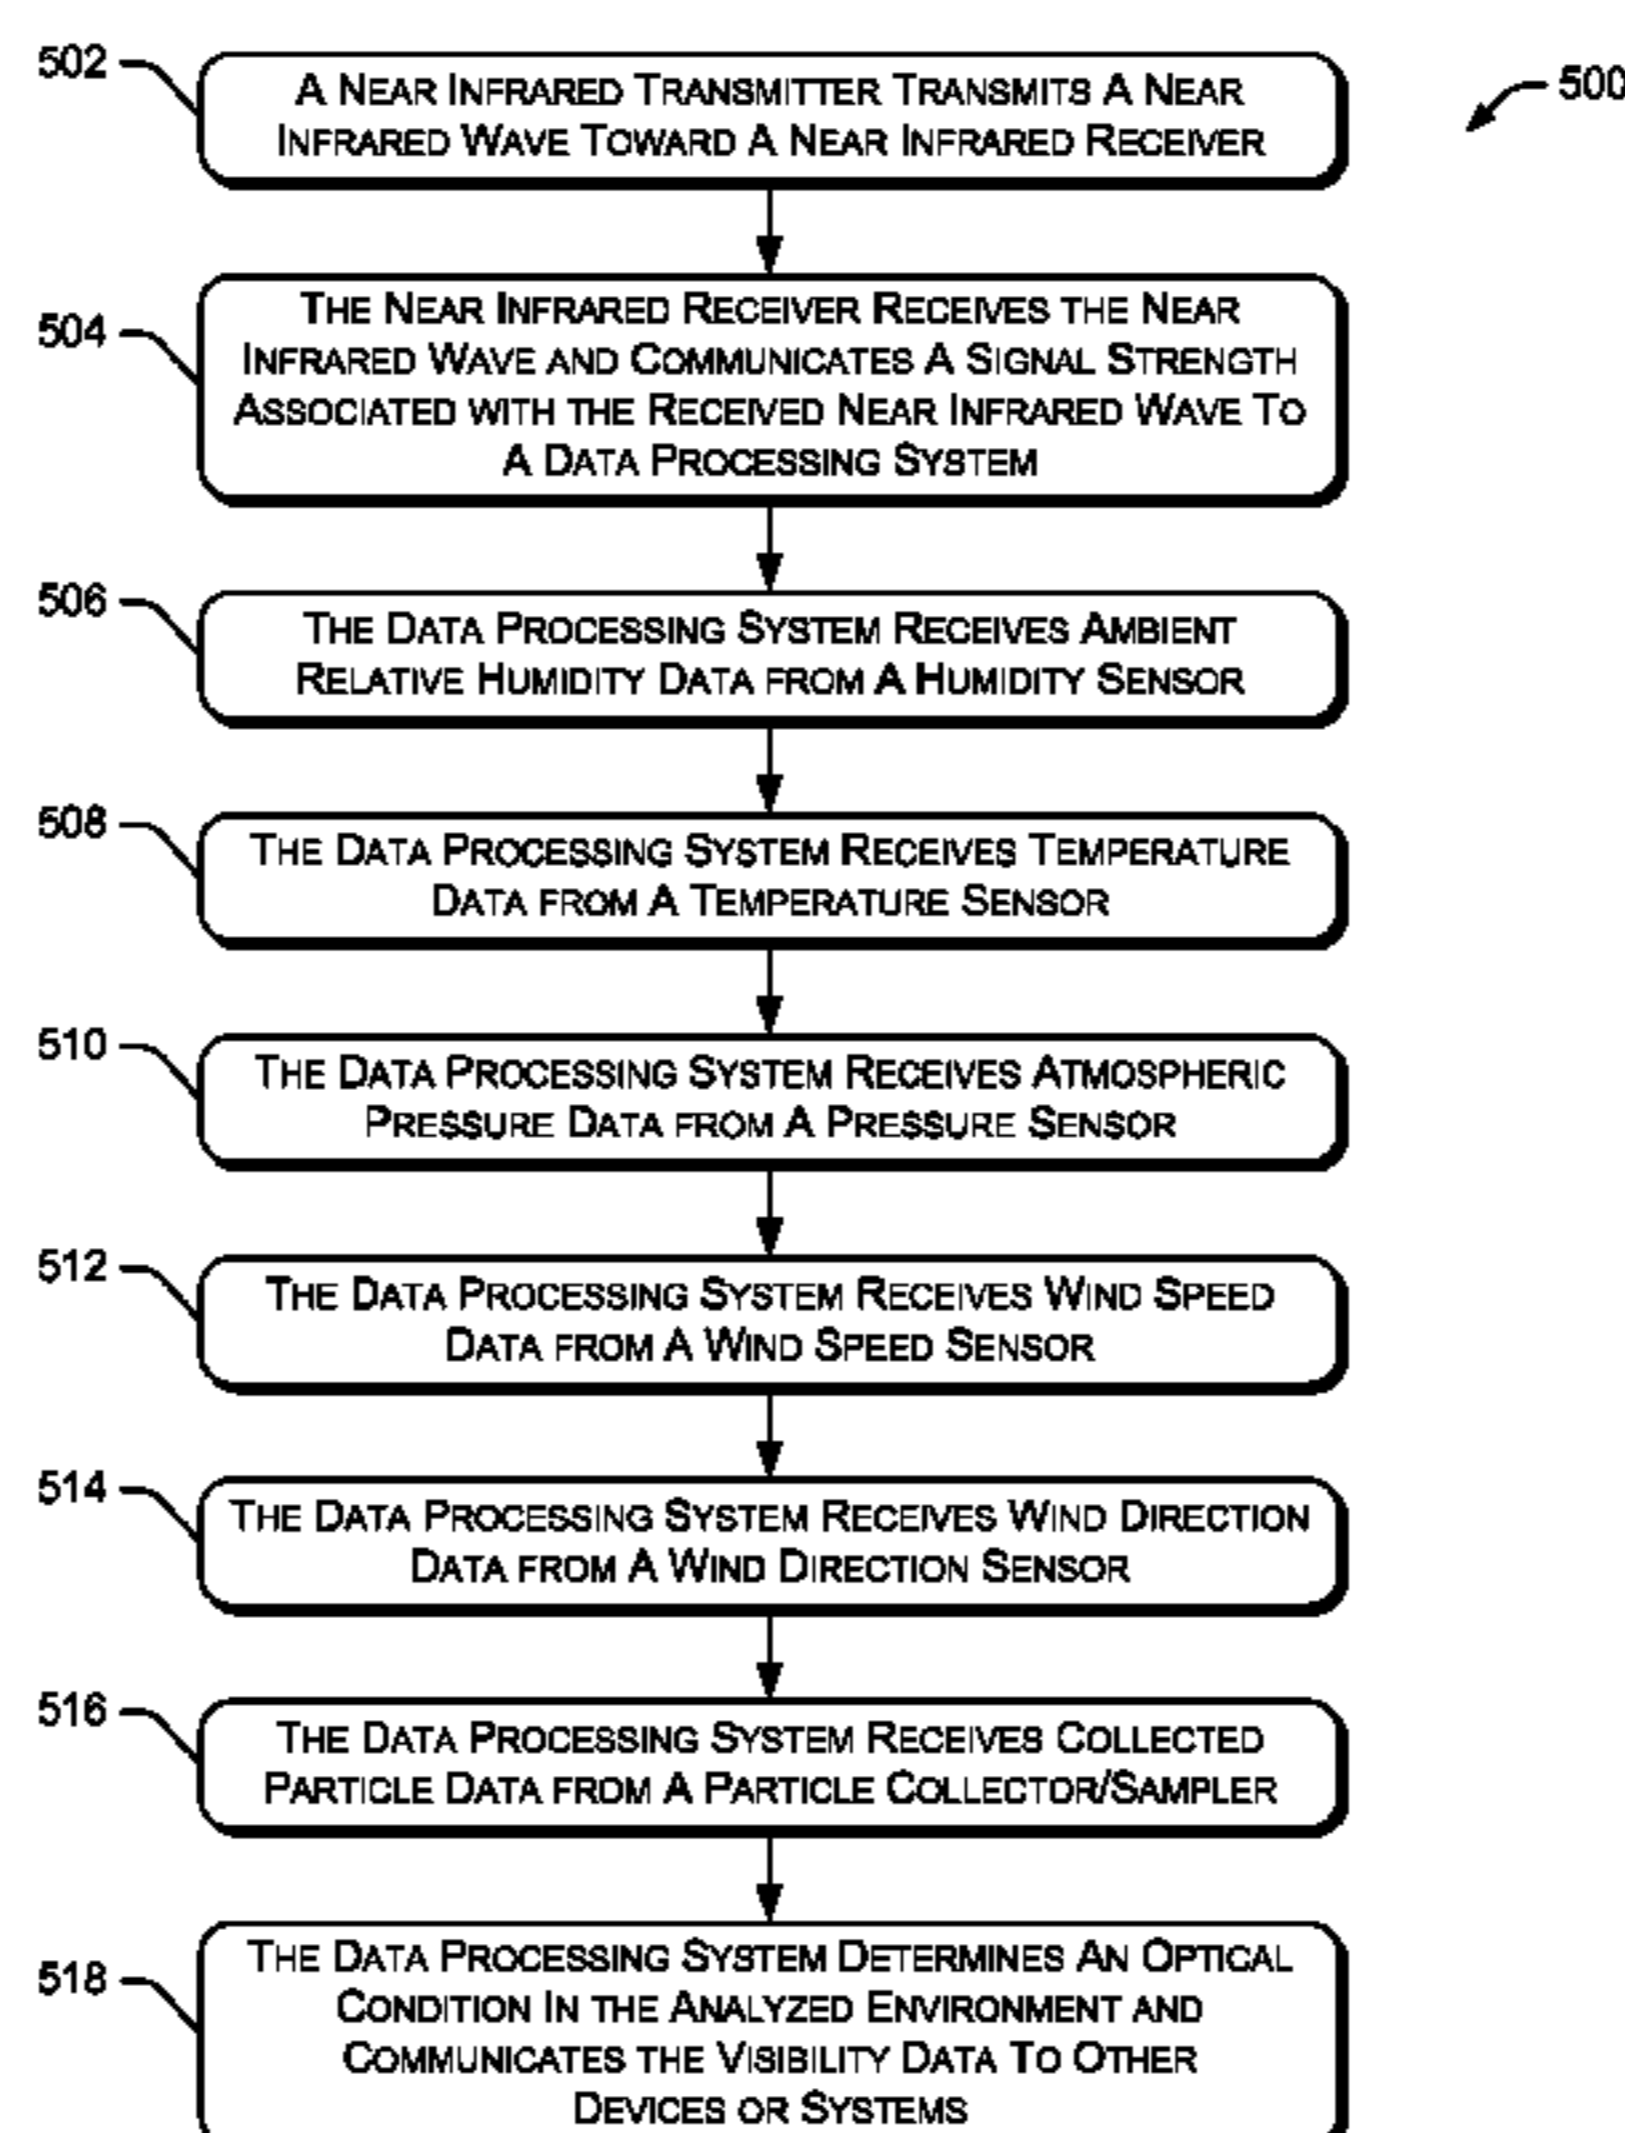 502
A NEAR INFRARED TRANSMITTER TRANSMITS A NEAR
INFRARED WAVE TOWARD A NEAR INFRARED RECEIVER
500
504
THE NEAR INFRARED RECEIVER RECEIVES THE NEAR
INFRARED WAVE AND COMMUNICATES A SIGNAL STRENGTH
ASSOCIATED WITH THE RECEIVED NEAR INFRARED WAVE TO
A DATA PROCESSING SYSTEM
506
THE DATA PROCESSING SYSTEM RECEIVES AMBIENT
RELATIVE HUMIDITY DATA FROM A HUMIDITY SENSOR
508
THE DATA PROCESSING SYSTEM RECEIVES TEMPERATURE
DATA FROM A TEMPERATURE SENSOR
510
THE DATA PROCESSING SYSTEM RECEIVES ATMOSPHERIC
PRESSURE DATA FROM A PRESSURE SENSOR
512
THE DATA PROCESSING SYSTEM RECEIVES WIND SPEED
DATA FROM A WIND SPEED SENSOR
514
THE DATA PROCESSING SYSTEM RECEIVES WIND DIRECTION
DATA FROM A WIND DIRECTION SENSOR
516
THE DATA PROCESSING SYSTEM RECEIVES COLLECTED
PARTICLE DATA FROM A PARTICLE COLLECTOR/SAMPLER
518
THE DATA PROCESSING SYSTEM DETERMINES AN OPTICAL
CONDITION IN THE ANALYZED ENVIRONMENT AND
COMMUNICATES THE VISIBILITY DATA TO OTHER
DEVICES OR SYSTEMS